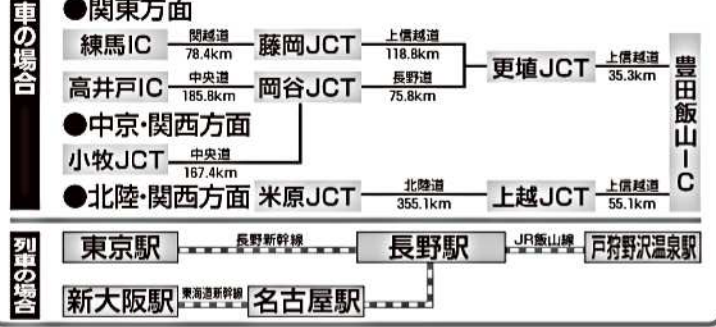 車の場合
●関東方面
練馬IC 関越道 78.4km 藤岡JCT 上信越道 118.8km 更埴JCT 上信越道 35.3km 豊田飯山IC
高井戸IC 中央道 185.8km 岡谷JCT 長野道 75.8km
●中京・関西方面
小牧JCT 中央道 167.4km
●北陸・関西方面 米原JCT 北陸道 355.1km 上越JCT 上信越道 55.1km
列車の場合
東京駅 長野新幹線 長野駅 JR飯山線 戸狩野沢温泉駅
新大阪駅 東海道新幹線 名古屋駅